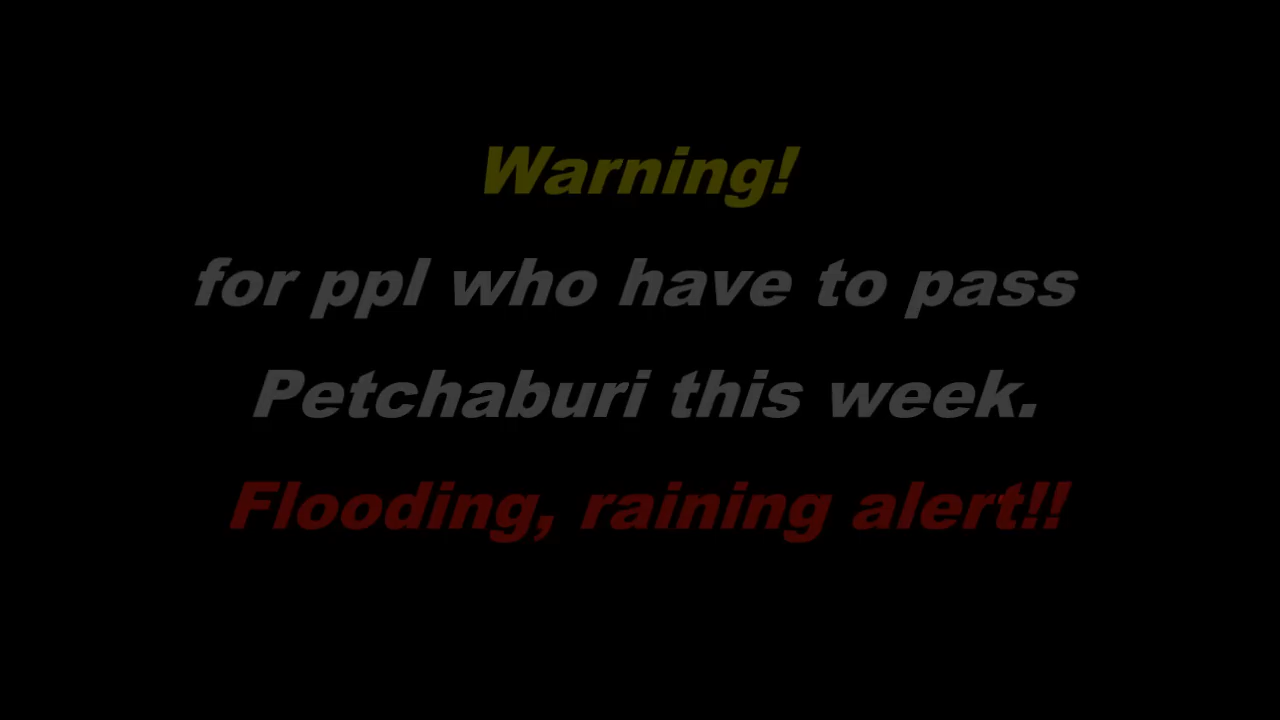 Warning!
for ppl who have to pass
Petchaburi this week.
Flooding, raining alert!!